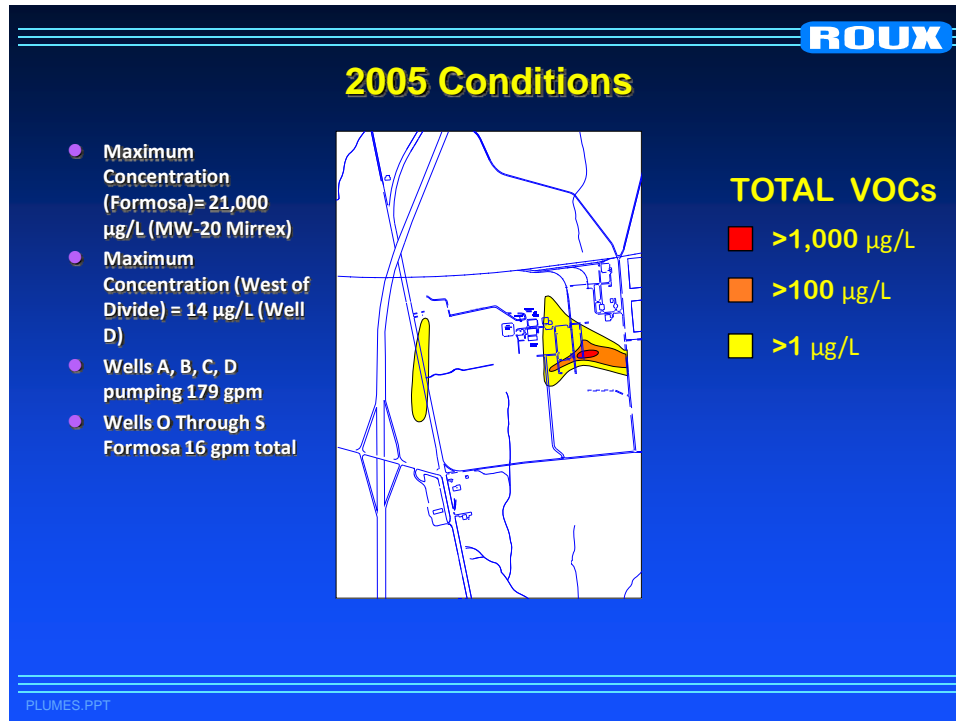 ROUX
2005 Conditions
Maximum
Concentration
(Formosa)= 21,000
µg/L (MW-20 Mirrex)
Maximum
Concentration (West of
Divide) = 14 µg/L (Well
D)
Wells A, B, C, D
pumping 179 gpm
Wells O Through S
Formosa 16 gpm total
TOTAL VOCs
>1,000 µg/L
>100 µg/L
>1 µg/L
PLUMES.PPT